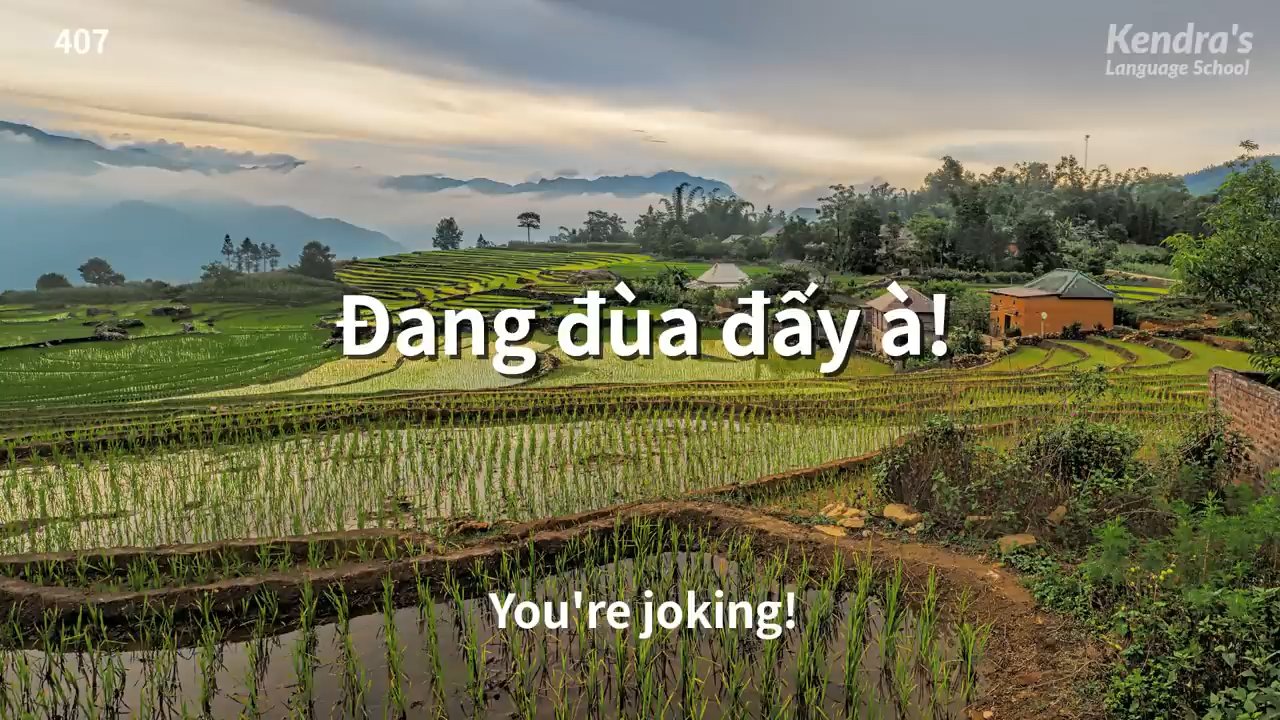 407
Kendra's
Language School
Đang đùa đấy à!
You're joking!